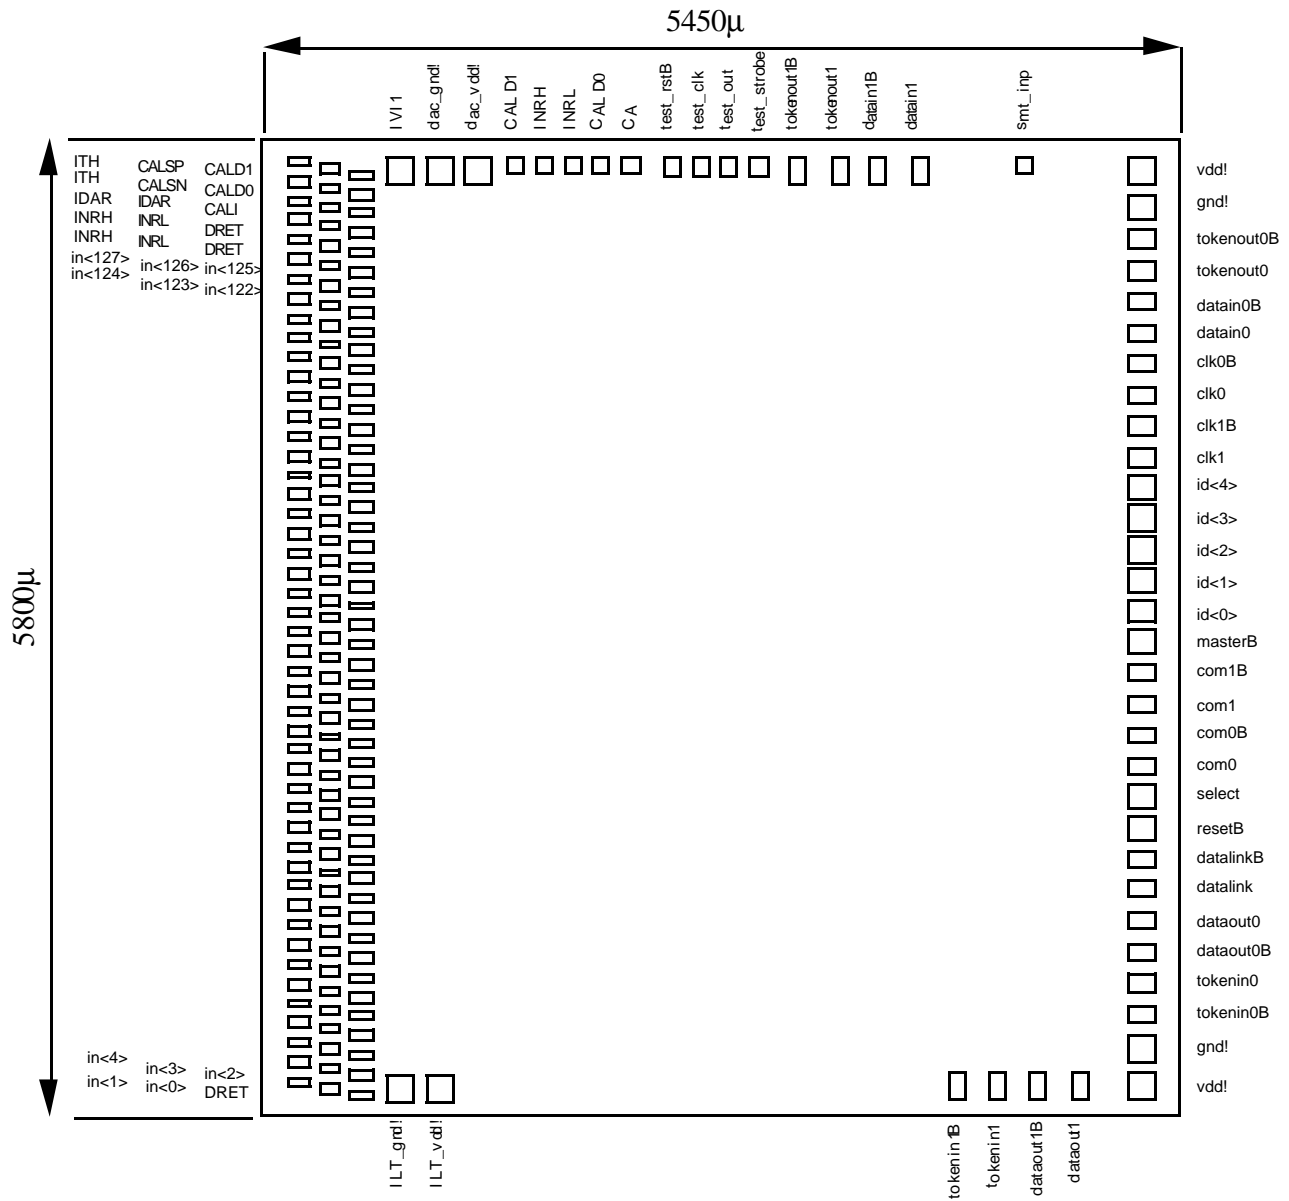 5450µ
IVI1
dac_gnd!
dac_vdd!
CALD1
INRH
INRL
CALD0
CA
test_rstB
test_clk
test_out
test_strobe
tokenout1B
tokenout1
datain1B
datain1
smt_inp
ITH CALSP CALD1
ITH CALSN CALD0
IDAR IDAR CALI
INRH INRL DRET
INRH INRL DRET
in<127> in<126> in<125>
in<124> in<123> in<122>
5800µ
in<4> in<3> in<2>
in<1> in<0> DRET
vdd!
gnd!
tokenout0B
tokenout0
datain0B
datain0
clk0B
clk0
clk1B
clk1
id<4>
id<3>
id<2>
id<1>
id<0>
masterB
com1B
com1
com0B
com0
select
resetB
datalinkB
datalink
dataout0
dataout0B
tokenin0
tokenin0B
gnd!
vdd!
ILT_gnd!
ILT_vdd!
tokenin1B
tokenin1
dataout1B
dataout1